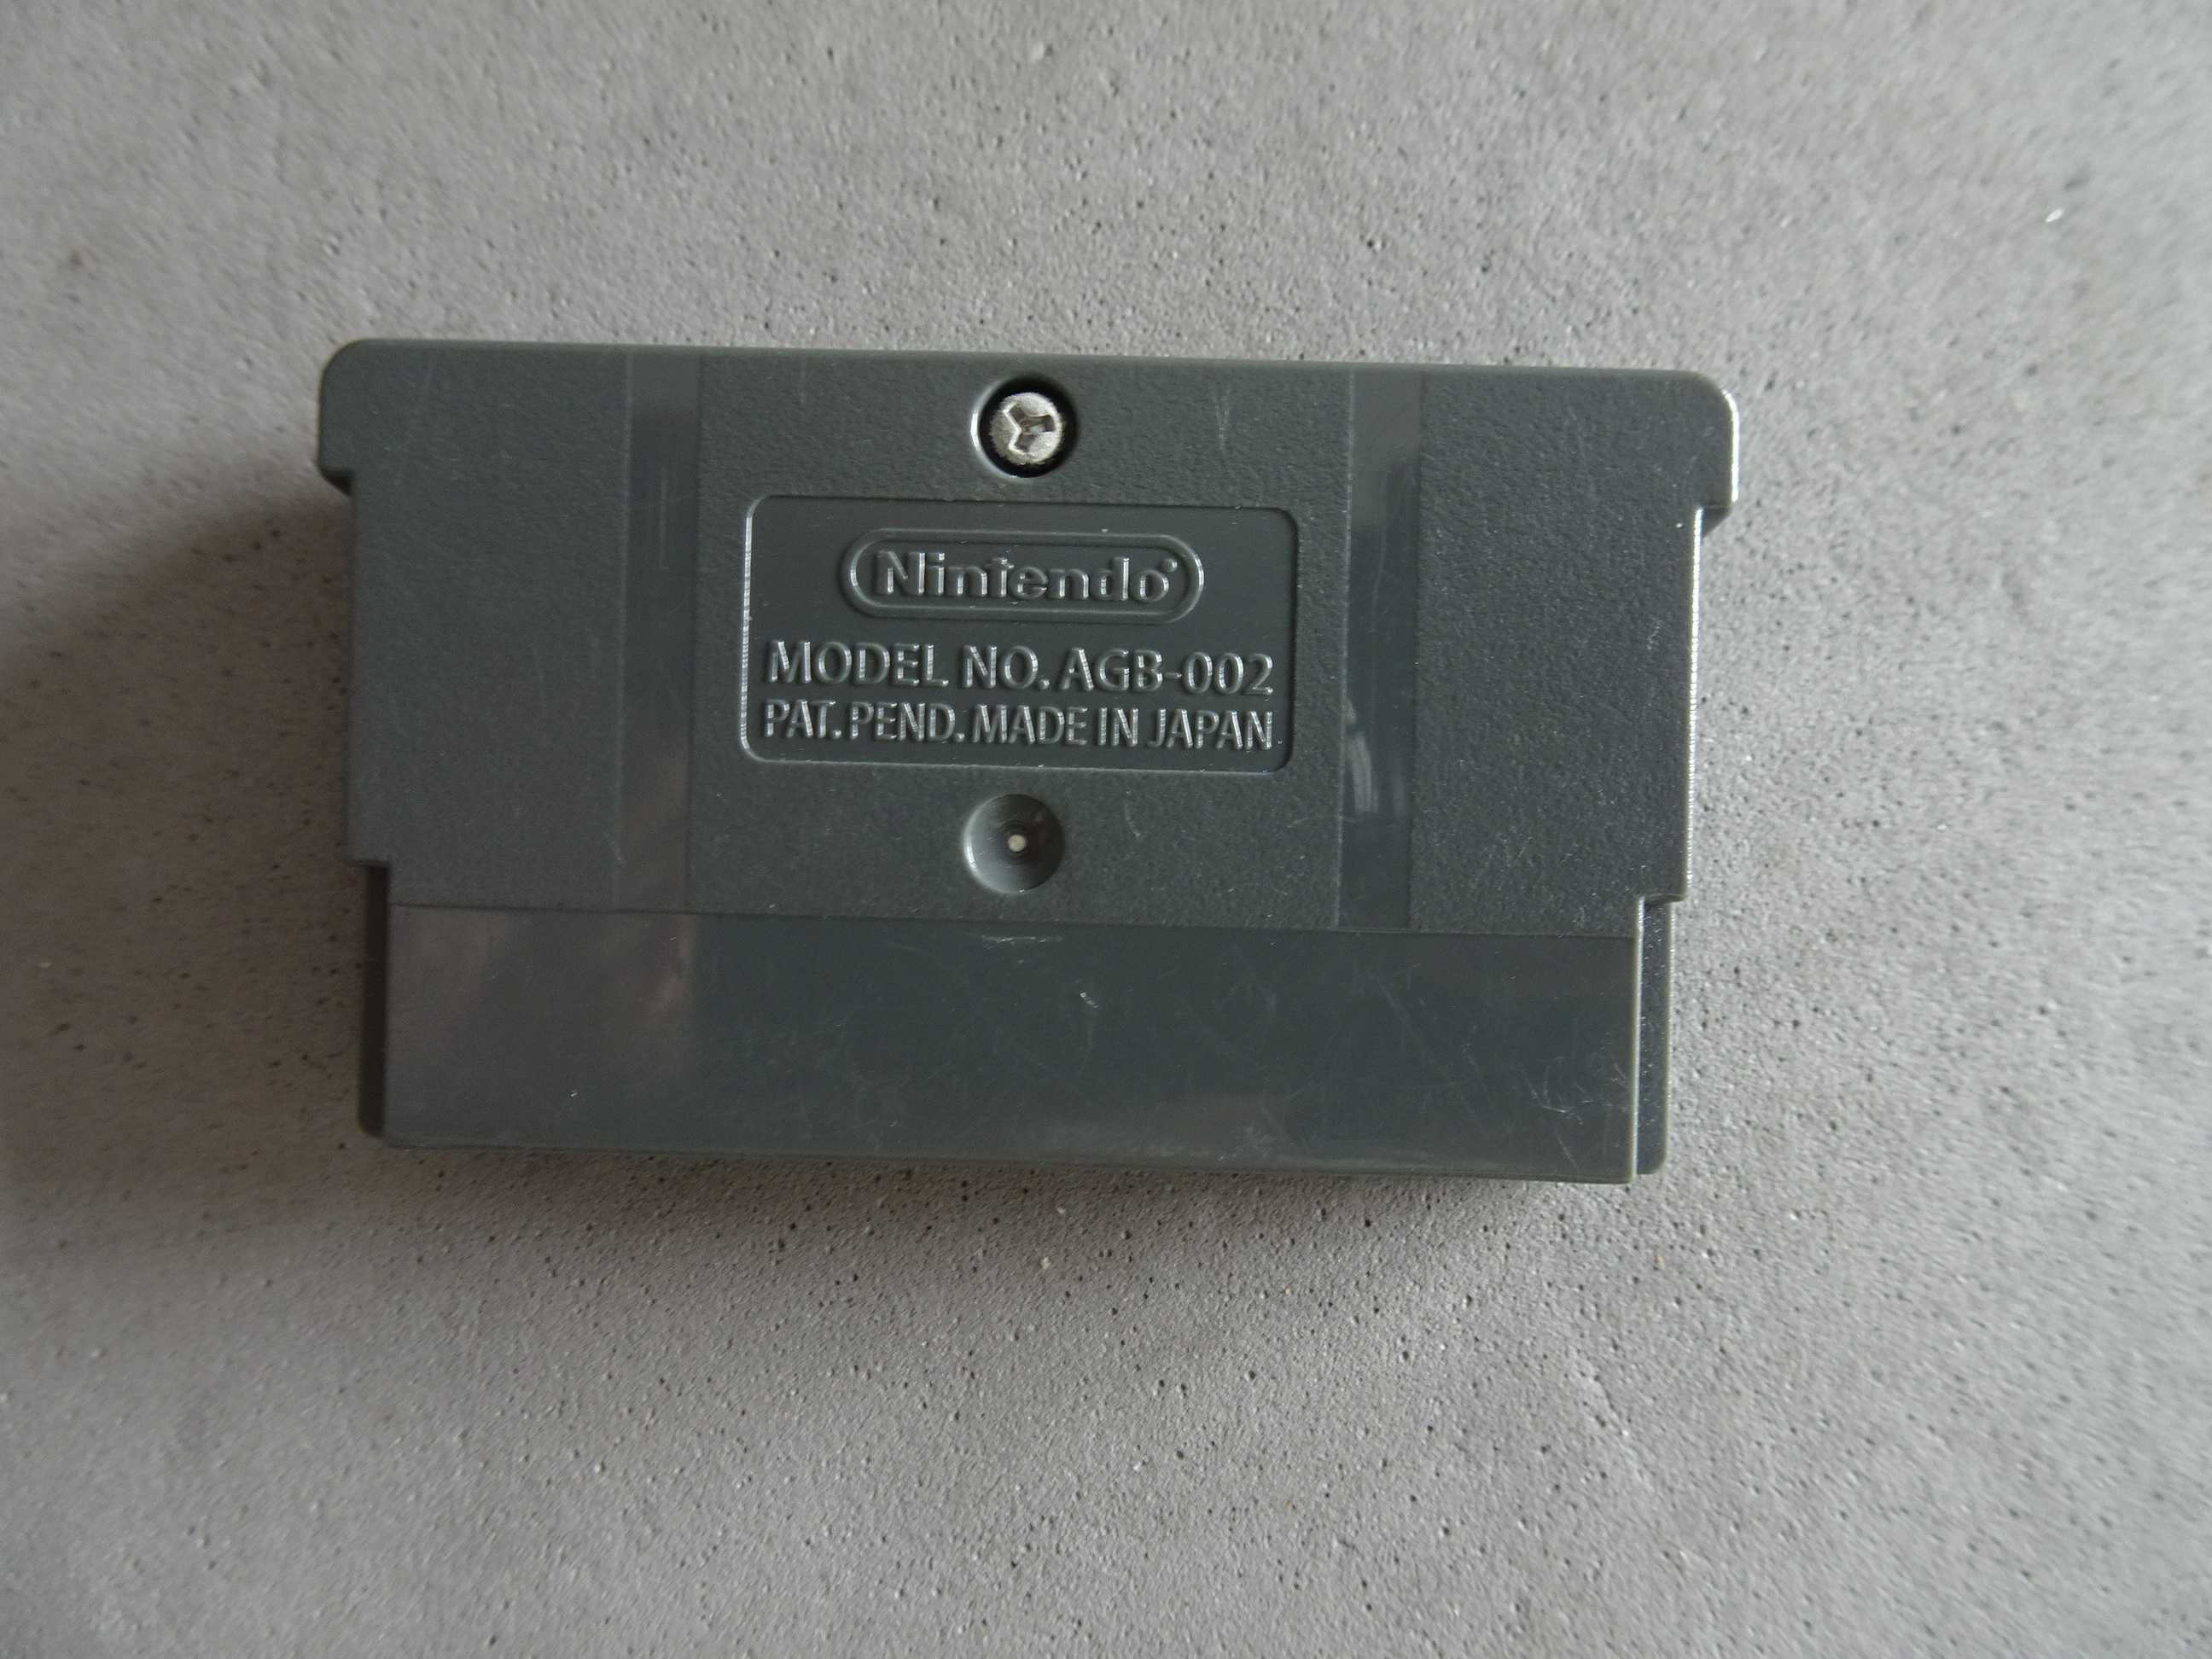 Nintendo
MODEL NO. AGB-002
PAT. PEND. MADE IN JAPAN